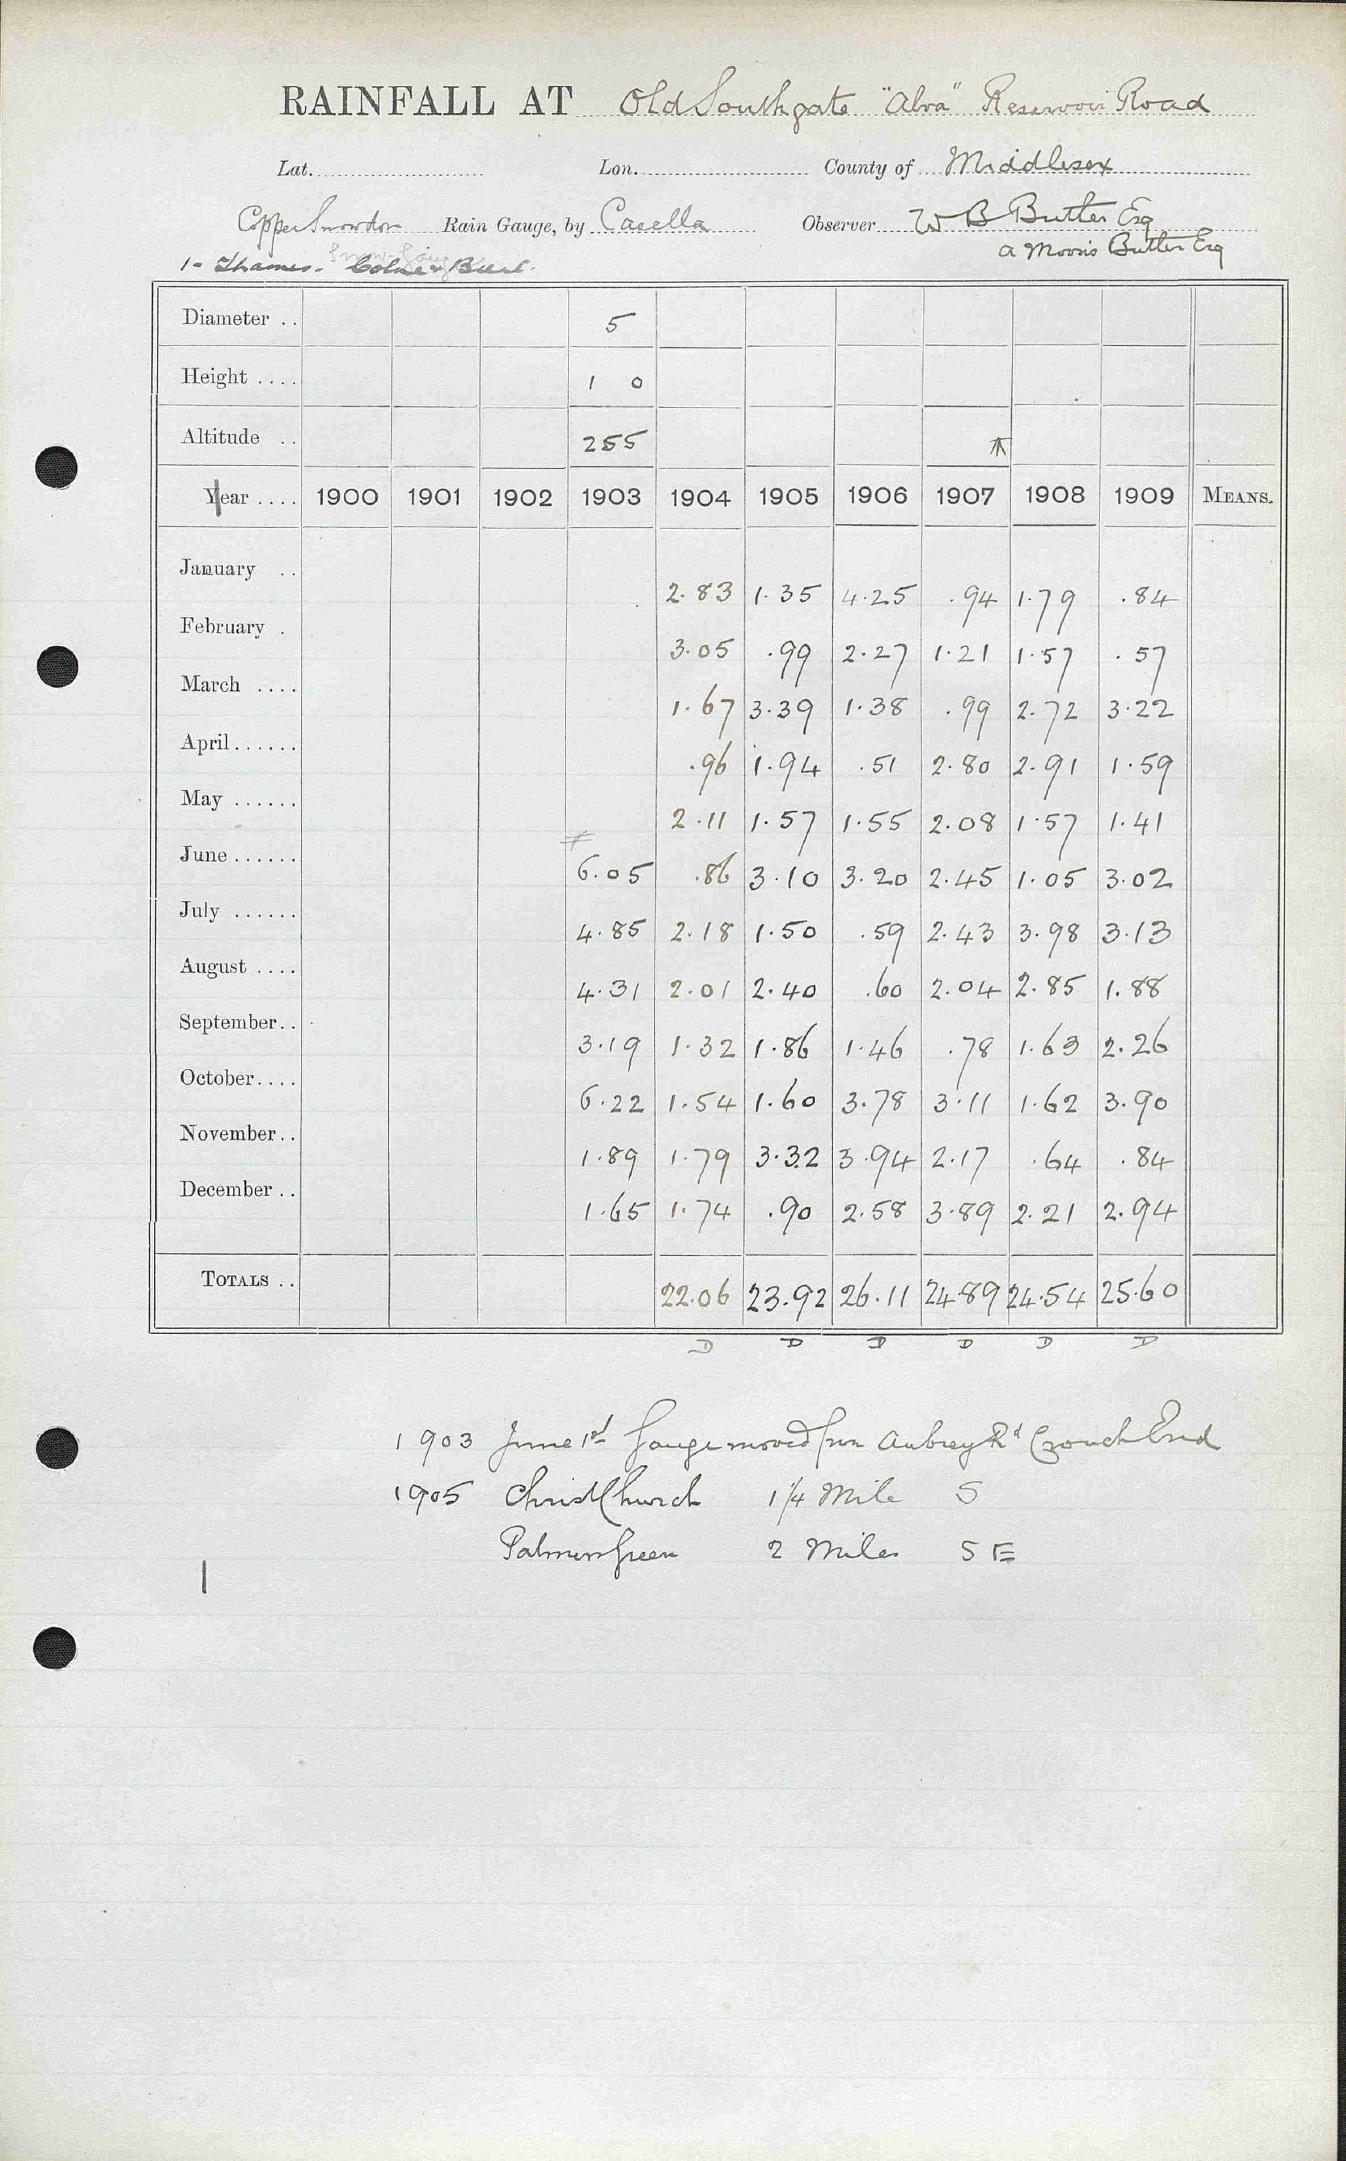 RAINFALL AT Old Southgate "Alva" Reservoir Road
Lat. Lon. County of Middlesex
Copper Snowdon Rain Gauge, by Casella Observer W B Butler Esq
1 - Thames. Colne & Bret. A Morris Butler Esq
Diameter .. 5
Height .... 1 0
Altitude .. 255
Year .... 1900 1901 1902 1903 1904 1905 1906 1907 1908 1909 MEANS.
January .. 2.83 1.35 4.25 .94 1.79 .84
February . 3.05 .99 2.27 1.21 1.57 .57
March .... 1.67 3.39 1.38 .99 2.72 3.22
April ...... .96 1.94 .51 2.80 2.91 1.59
May ...... 2.11 1.57 1.55 2.08 1.57 1.41
June ...... 6.05 .86 3.10 3.20 2.45 1.05 3.02
July ...... 4.85 2.18 1.50 .59 2.43 3.98 3.13
August .... 4.31 2.01 2.40 .60 2.04 2.85 1.88
September.. 3.19 1.32 1.86 1.46 .78 1.63 2.26
October.... 6.22 1.54 1.60 3.78 3.11 1.62 3.90
November.. 1.89 1.79 3.32 3.94 2.17 .64 .84
December .. 1.65 1.74 .90 2.58 3.89 2.21 2.94
TOTALS .. 22.06 23.92 26.11 24.89 24.54 25.60
D D D D D D
1903 June 1st Gauge moved from Aubrey Rd Crouch End
1905 Christ Church 1¼ Mile S
Palmers Green 2 Miles SE